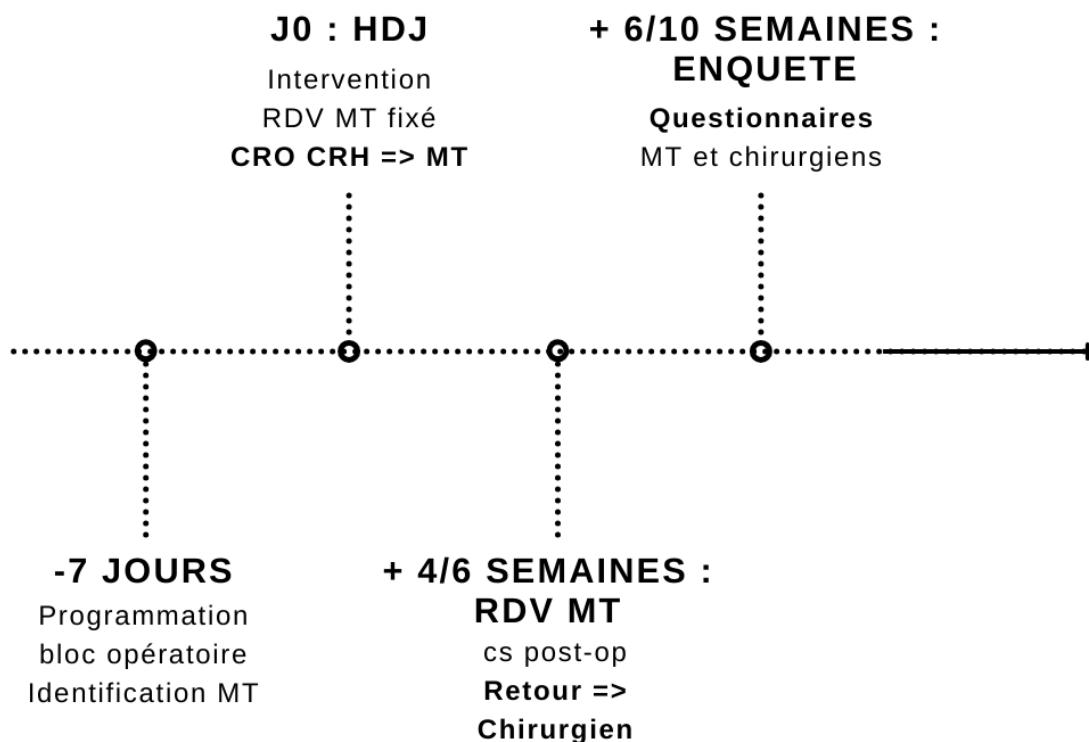 J0 : HDJ
Intervention
RDV MT fixé
CRO CRH => MT
+ 6/10 SEMAINES :
ENQUETE
Questionnaires
MT et chirurgiens
-7 JOURS
Programmation
bloc opératoire
Identification MT
+ 4/6 SEMAINES :
RDV MT
cs post-op
Retour =>
Chirurgien